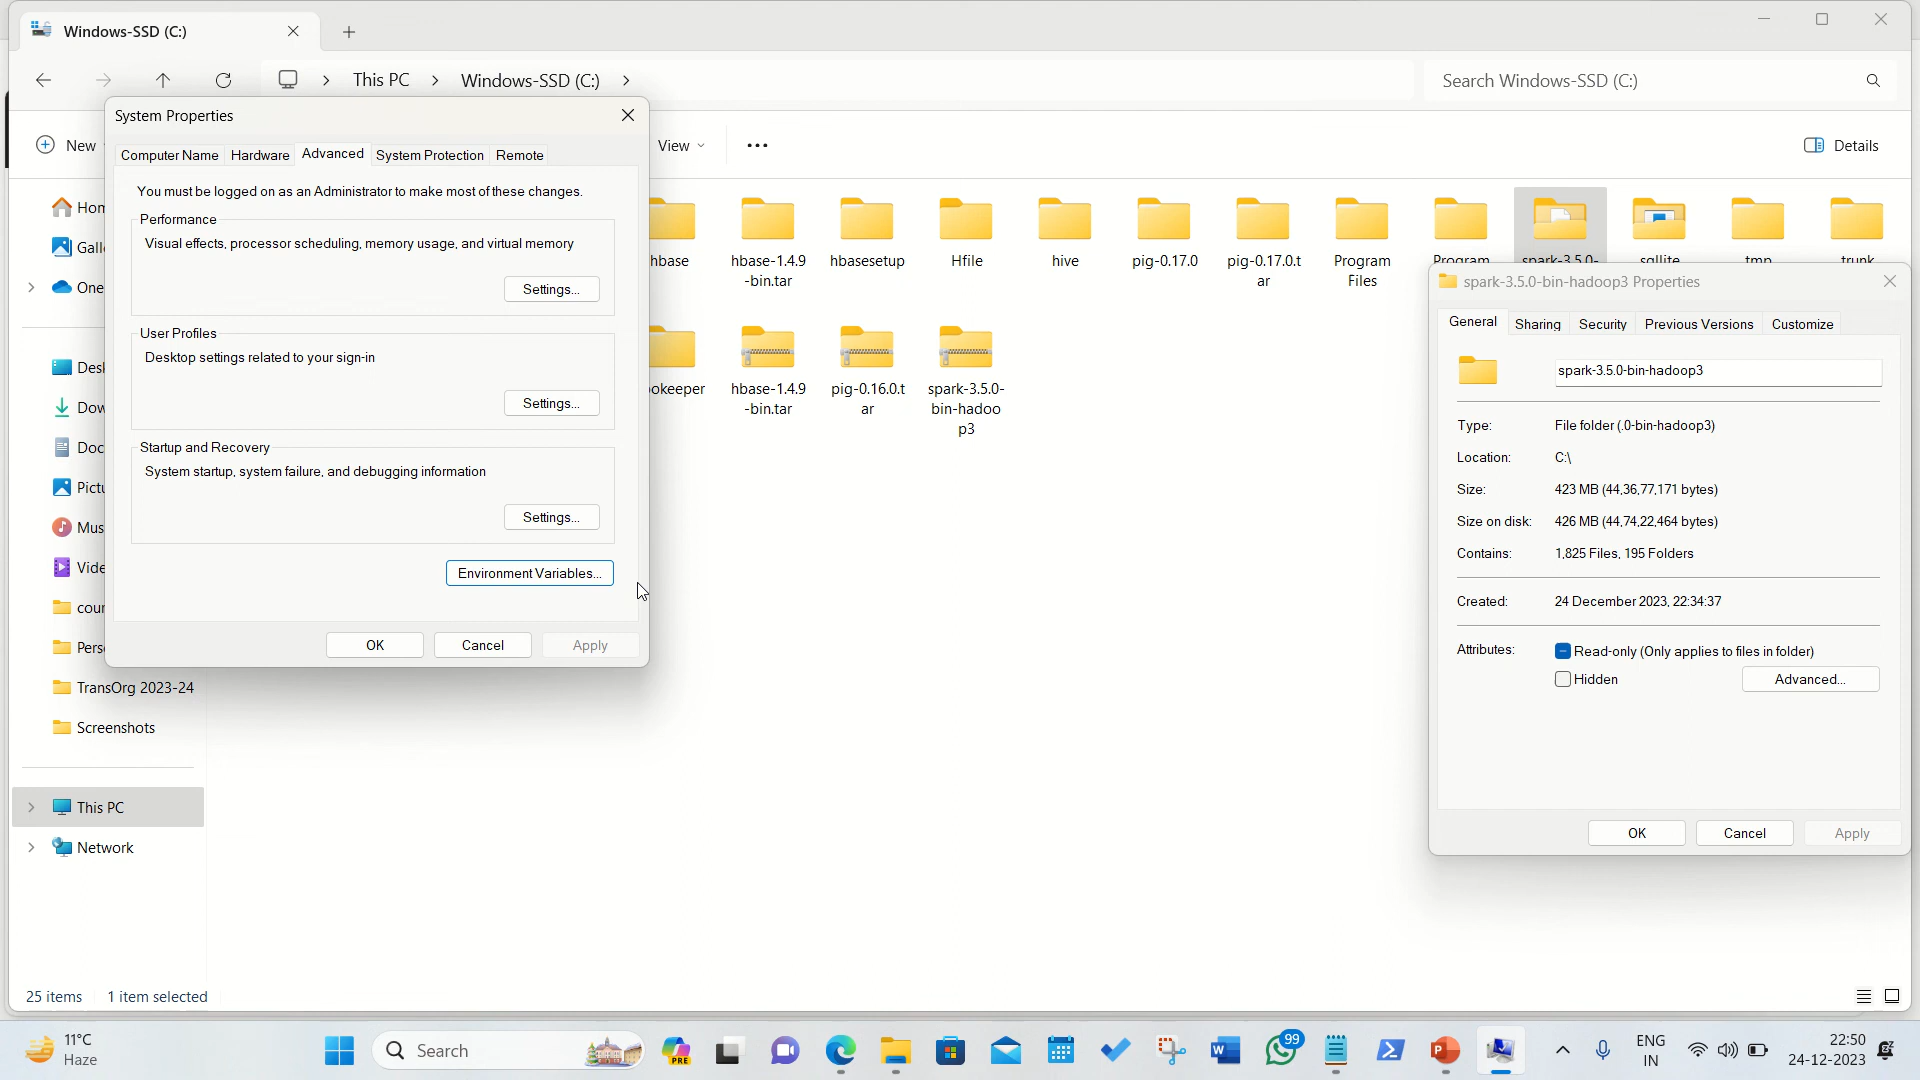 Windows-SSD (C:)
This PC > Windows-SSD (C:) >
Search Windows-SSD (C:)
New
View
Details
System Properties
Computer Name
Hardware
Advanced
System Protection
Remote
You must be logged on as an Administrator to make most of these changes.
Performance
Visual effects, processor scheduling, memory usage, and virtual memory
Settings...
User Profiles
Desktop settings related to your sign-in
Settings...
Startup and Recovery
System startup, system failure, and debugging information
Settings...
Environment Variables...
OK
Cancel
Apply
Hon
Gall
One
Desk
Dow
Doc
Pictu
Mus
Vide
cour
Pers
TransOrg 2023-24
Screenshots
This PC
Network
hbase
hbase-1.4.9
-bin.tar
hbasesetup
Hfile
hive
pig-0.17.0
pig-0.17.0.t
ar
Program
Files
Program
spark-3.5.0-
sqllite
tmp
trunk
ookeeper
hbase-1.4.9
-bin.tar
pig-0.16.0.t
ar
spark-3.5.0-
bin-hadoo
p3
spark-3.5.0-bin-hadoop3 Properties
General
Sharing
Security
Previous Versions
Customize
spark-3.5.0-bin-hadoop3
Type: File folder (.0-bin-hadoop3)
Location: C:\
Size: 423 MB (44,36,77,171 bytes)
Size on disk: 426 MB (44,74,22,464 bytes)
Contains: 1,825 Files, 195 Folders
Created: 24 December 2023, 22:34:37
Attributes: Read-only (Only applies to files in folder)
Hidden
Advanced...
OK
Cancel
Apply
25 items
1 item selected
11°C
Haze
Search
PRE
99
ENG
IN
22:50
24-12-2023